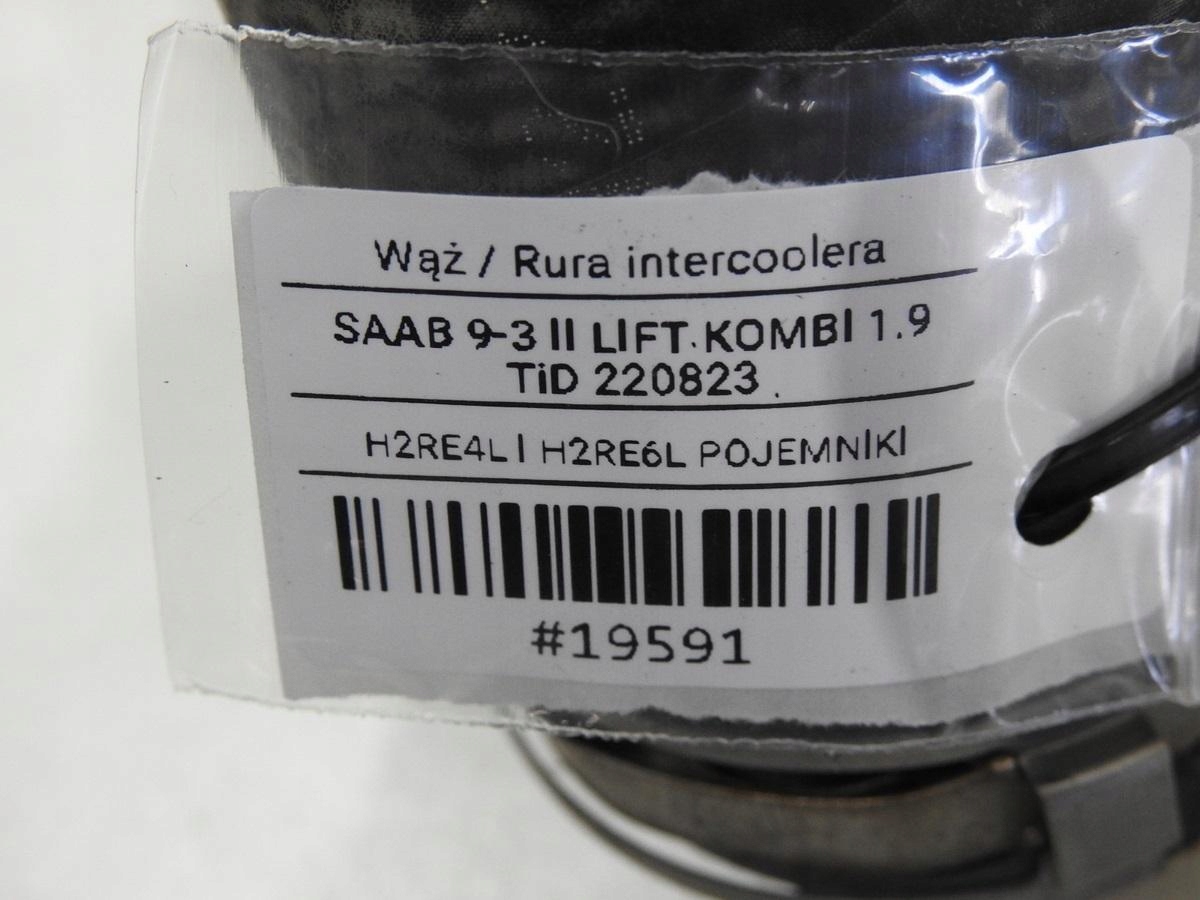 Wąż / Rura intercoolera
SAAB 9-3 II LIFT KOMBI 1.9
TiD 220823
H2RE4L I H2RE6L POJEMNIKI
#19591